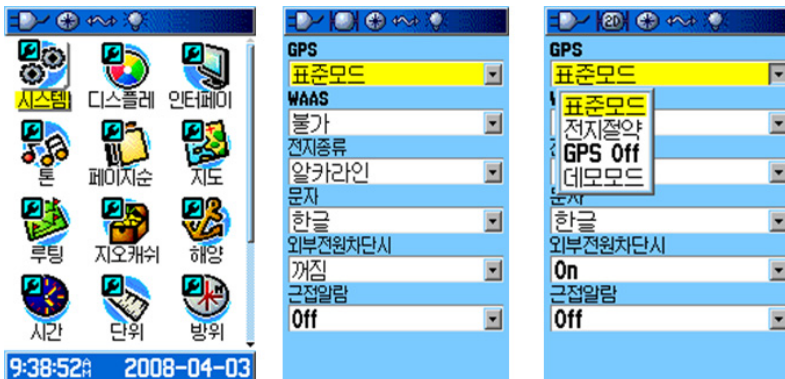 시스템
디스플레
인터페이
톤
페이지순
지도
루팅
지오캐쉬
해양
시간
단위
방위
9:38:52AM 2008-04-03
GPS
표준모드
WAAS
불가
전지종류
알카라인
문자
한글
외부전원차단시
꺼짐
근접알람
Off
2D
GPS
표준모드
표준모드
전지절약
GPS Off
데모모드
한글
외부전원차단시
On
근접알람
Off